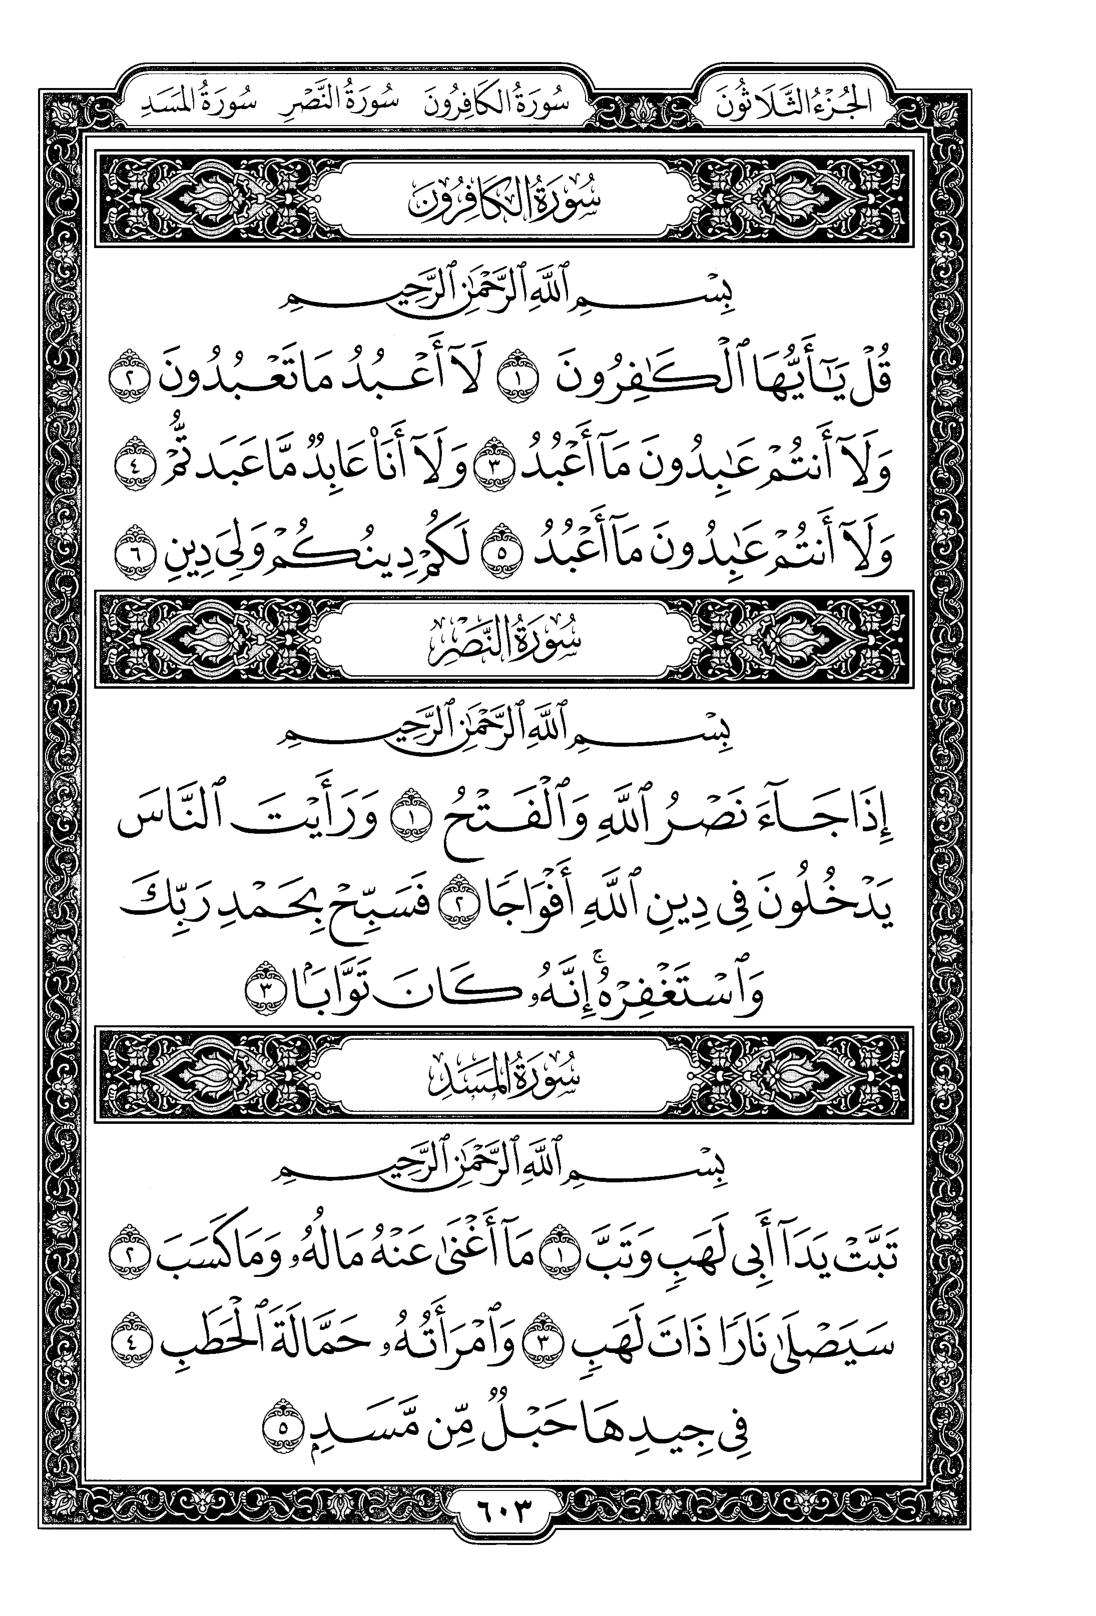 الجُزْءُ الثَّلَاثُونَ سُورَةُ الكَافِرُونَ سُورَةُ النَّصْرِ سُورَةُ المَسَدِ
سُورَةُ الكَافِرُونَ
بِسْمِ ٱللَّهِ ٱلرَّحْمَٰنِ ٱلرَّحِيمِ
قُلْ يَٰٓأَيُّهَا ٱلْكَٰفِرُونَ ١ لَآ أَعْبُدُ مَا تَعْبُدُونَ ٢
وَلَآ أَنتُمْ عَٰبِدُونَ مَآ أَعْبُدُ ٣ وَلَآ أَنَا۠ عَابِدٌ مَّا عَبَدتُّمْ ٤
وَلَآ أَنتُمْ عَٰبِدُونَ مَآ أَعْبُدُ ٥ لَكُمْ دِينُكُمْ وَلِيَ دِينِ ٦
سُورَةُ النَّصْرِ
بِسْمِ ٱللَّهِ ٱلرَّحْمَٰنِ ٱلرَّحِيمِ
إِذَا جَآءَ نَصْرُ ٱللَّهِ وَٱلْفَتْحُ ١ وَرَأَيْتَ ٱلنَّاسَ
يَدْخُلُونَ فِى دِينِ ٱللَّهِ أَفْوَاجًا ٢ فَسَبِّحْ بِحَمْدِ رَبِّكَ
وَٱسْتَغْفِرْهُ ۚ إِنَّهُۥ كَانَ تَوَّابًۢا ٣
سُورَةُ المَسَدِ
بِسْمِ ٱللَّهِ ٱلرَّحْمَٰنِ ٱلرَّحِيمِ
تَبَّتْ يَدَآ أَبِى لَهَبٍ وَتَبَّ ١ مَآ أَغْنَىٰ عَنْهُ مَالُهُۥ وَمَا كَسَبَ ٢
سَيَصْلَىٰ نَارًا ذَاتَ لَهَبٍ ٣ وَٱمْرَأَتُهُۥ حَمَّالَةَ ٱلْحَطَبِ ٤
فِى جِيدِهَا حَبْلٌ مِّن مَّسَدٍۭ ٥
٦٠٣